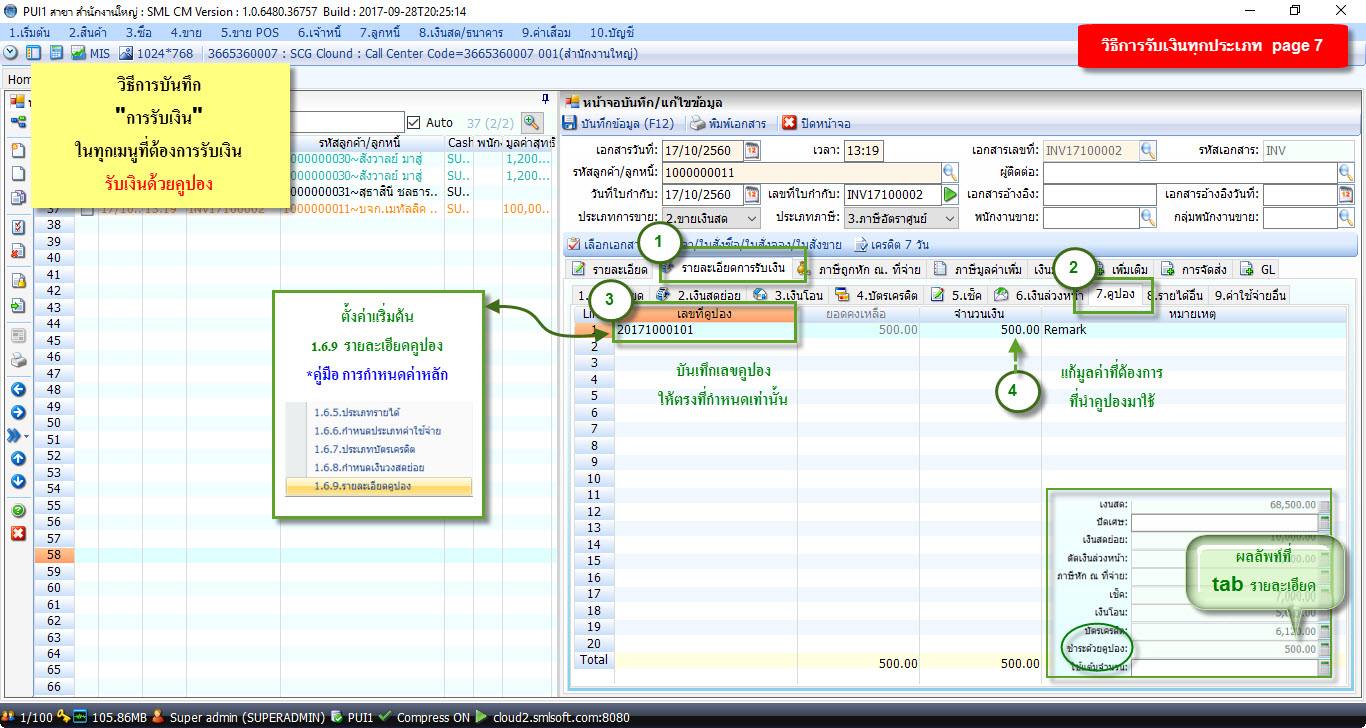 PUI1 สาขา สำนักงานใหญ่ : SML CM Version : 1.0.6480.36757 Build : 2017-09-28T20:25:14
1.เริ่มต้น 2.สินค้า 3.ซื้อ 4.ขาย 5.ขาย POS 6.เจ้าหนี้ 7.ลูกหนี้ 8.เงินสด/ธนาคาร 9.ค่าเสื่อม 10.บัญชี
MIS 1024*768 3665360007 : SCG Clound : Call Center Code=3665360007 001(สำนักงานใหญ่)
วิธีการรับเงินทุกประเภท page 7
Hom
วิธีการบันทึก
"การรับเงิน"
ในทุกเมนูที่ต้องการรับเงิน
รับเงินด้วยคูปอง
Auto 37 (2/2)
รหัสลูกค้า/ลูกหนี้ Cash พนัก. มูลค่าสุทธิ
0000000030~สังวาลย์ มาสู่ SU.. 1,200...
0000000030~สังวาลย์ มาสู่ SU.. 1,200...
0000000031~สุธาสินี ชลธาร.. SU..
37 17/10.. 13:19 INV17100002 1000000011~บจก.เมทัลลิค .. SU.. 100,00...
38
39
40
41
42
43
44
45
46
47
48
49
50
51
52
53
54
55
56
57
58
59
60
61
62
63
64
65
66
หน้าจอบันทึก/แก้ไขข้อมูล
บันทึกข้อมูล (F12) พิมพ์เอกสาร ปิดหน้าจอ
เอกสารวันที่: 17/10/2560 เวลา: 13:19 เอกสารเลขที่: INV17100002 รหัสเอกสาร: INV
รหัสลูกค้า/ลูกหนี้: 1000000011 ผู้ติดต่อ:
วันที่ใบกำกับ: 17/10/2560 เลขที่ใบกำกับ: INV17100002 เอกสารอ้างอิง: เอกสารอ้างอิงวันที่:
ประเภทการขาย: 2.ขายเงินสด ประเภทภาษี: 3.ภาษีอัตราศูนย์ พนักงานขาย: กลุ่มพนักงานขาย:
เลือกเอกสา /ใบสั่งซื้อ/ใบสั่งจอง/ใบสั่งขาย เครดิต 7 วัน
1
2
รายละเอียด รายละเอียดการรับเงิน ภาษีถูกหัก ณ. ที่จ่าย ภาษีมูลค่าเพิ่ม เพิ่มเติม การจัดส่ง GL
3
2.เงินสดย่อย 3.เงินโอน 4.บัตรเครดิต 5.เช็ค 6.เงินล่วงหน้า 7.คูปอง 8.รายได้อื่น 9.ค่าใช้จ่ายอื่น
เลขที่คูปอง ยอดคงเหลือ จำนวนเงิน หมายเหตุ
1 20171000101 500.00 500.00 Remark
2
3
4
5
6
7
8
9
10
11
12
13
14
15
16
17
18
19
20
Total 500.00 500.00
ตั้งค่าเริ่มต้น
1.6.9 รายละเอียดคูปอง
*คู่มือ การกำหนดค่าหลัก
1.6.5.ประเภทรายได้
1.6.6.กำหนดประเภทค่าใช้จ่าย
1.6.7.ประเภทบัตรเครดิต
1.6.8.กำหนดเงินวงสดย่อย
1.6.9.รายละเอียดคูปอง
บันเท็กเลขคูปอง
ให้ตรงที่กำหนดเท่านั้น
4
แก้มูลค่าที่ต้องการ
ที่นำคูปองมาใช้
เงินสด: 68,500.00
ปัดเศษ:
เงินสดย่อย:
ตัดเงินล่วงหน้า:
ภาษีหัก ณ ที่จ่าย:
เช็ค:
เงินโอน:
บัตรเครดิต:
ชำระด้วยคูปอง: 500.00
ใช้แต้มจำนวน:
ผลลัพท์ที่
tab รายละเอียด
1/100 105.86MB Super admin (SUPERADMIN) PUI1 Compress ON cloud2.smlsoft.com:8080